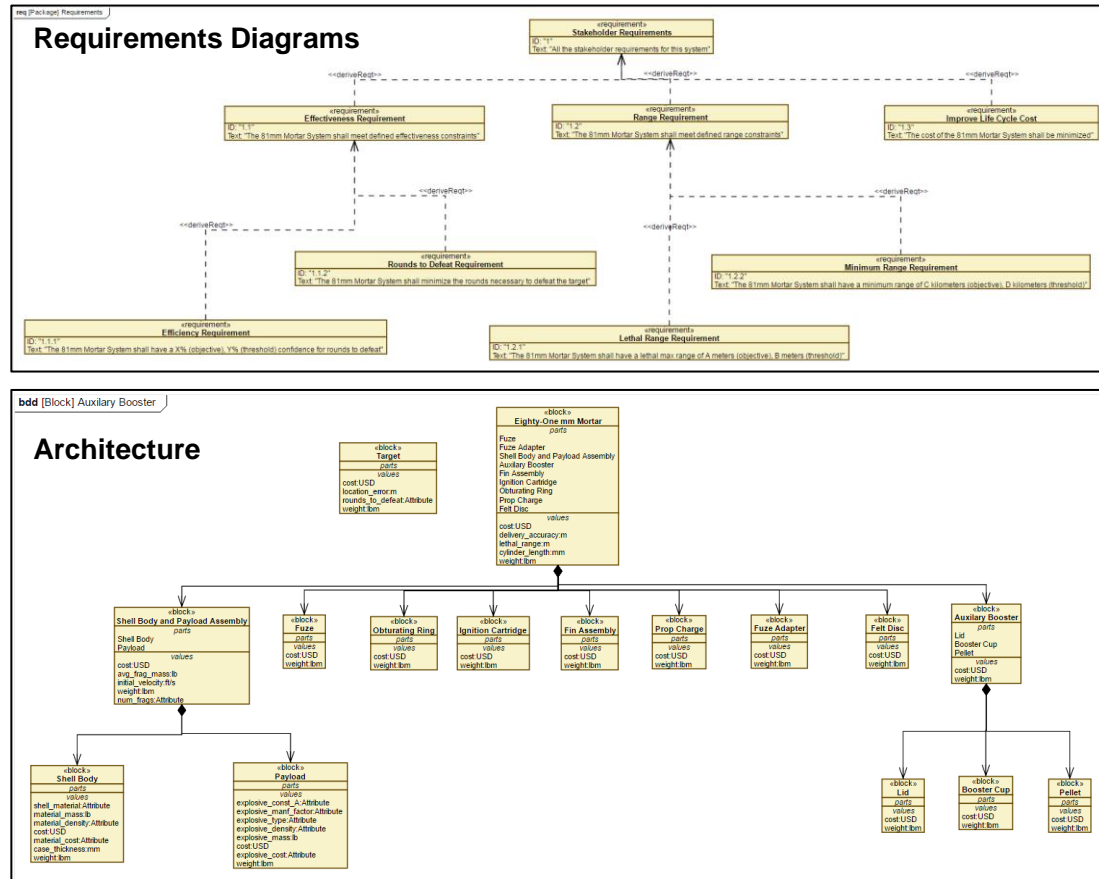 req [Package] Requirements
Requirements Diagrams
«requirement»
Stakeholder Requirements
ID: "1"
Text: "All the stakeholder requirements for this system"
<<deriveReqt>>
<<deriveReqt>>
<<deriveReqt>>
«requirement»
Effectiveness Requirement
ID: "1.1"
Text: "The 81mm Mortar System shall meet defined effectiveness constraints"
«requirement»
Range Requirement
ID: "1.2"
Text: "The 81mm Mortar System shall meet defined range constraints"
«requirement»
Improve Life Cycle Cost
ID: "1.3"
Text: "The cost of the 81mm Mortar System shall be minimized"
<<deriveReqt>>
<<deriveReqt>>
<<deriveReqt>>
<<deriveReqt>>
«requirement»
Rounds to Defeat Requirement
ID: "1.1.2"
Text: "The 81mm Mortar System shall minimize the rounds necessary to defeat the target"
«requirement»
Minimum Range Requirement
ID: "1.2.2"
Text: "The 81mm Mortar System shall have a minimum range of C kilometers (objective), D kilometers (threshold)"
«requirement»
Efficiency Requirement
ID: "1.1.1"
Text: "The 81mm Mortar System shall have a X% (objective), Y% (threshold) confidence for rounds to defeat"
«requirement»
Lethal Range Requirement
ID: "1.2.1"
Text: "The 81mm Mortar System shall have a lethal max range of A meters (objective), B meters (threshold)"
bdd [Block] Auxilary Booster
Architecture
«block»
Target
parts
values
cost:USD
location_error:m
rounds_to_defeat:Attribute
weight:lbm
«block»
Eighty-One mm Mortar
parts
Fuze
Fuze Adapter
Shell Body and Payload Assembly
Auxilary Booster
Fin Assembly
Ignition Cartridge
Obturating Ring
Prop Charge
Felt Disc
values
cost:USD
delivery_accuracy:m
lethal_range:m
cylinder_length:mm
weight:lbm
«block»
Shell Body and Payload Assembly
parts
Shell Body
Payload
values
cost:USD
avg_frag_mass:lb
initial_velocity:ft/s
weight:lbm
num_frags:Attribute
«block»
Fuze
parts
values
cost:USD
weight:lbm
«block»
Obturating Ring
parts
values
cost:USD
weight:lbm
«block»
Ignition Cartridge
parts
values
cost:USD
weight:lbm
«block»
Fin Assembly
parts
values
cost:USD
weight:lbm
«block»
Prop Charge
parts
values
cost:USD
weight:lbm
«block»
Fuze Adapter
parts
values
cost:USD
weight:lbm
«block»
Felt Disc
parts
values
cost:USD
weight:lbm
«block»
Auxilary Booster
parts
Lid
Booster Cup
Pellet
values
cost:USD
weight:lbm
«block»
Shell Body
parts
values
shell_material:Attribute
material_mass:lb
material_density:Attribute
cost:USD
material_cost:Attribute
case_thickness:mm
weight:lbm
«block»
Payload
parts
values
explosive_const_A:Attribute
explosive_manf_factor:Attribute
explosive_type:Attribute
explosive_density:Attribute
explosive_mass:lb
cost:USD
explosive_cost:Attribute
weight:lbm
«block»
Lid
parts
values
cost:USD
weight:lbm
«block»
Booster Cup
parts
values
cost:USD
weight:lbm
«block»
Pellet
parts
values
cost:USD
weight:lbm